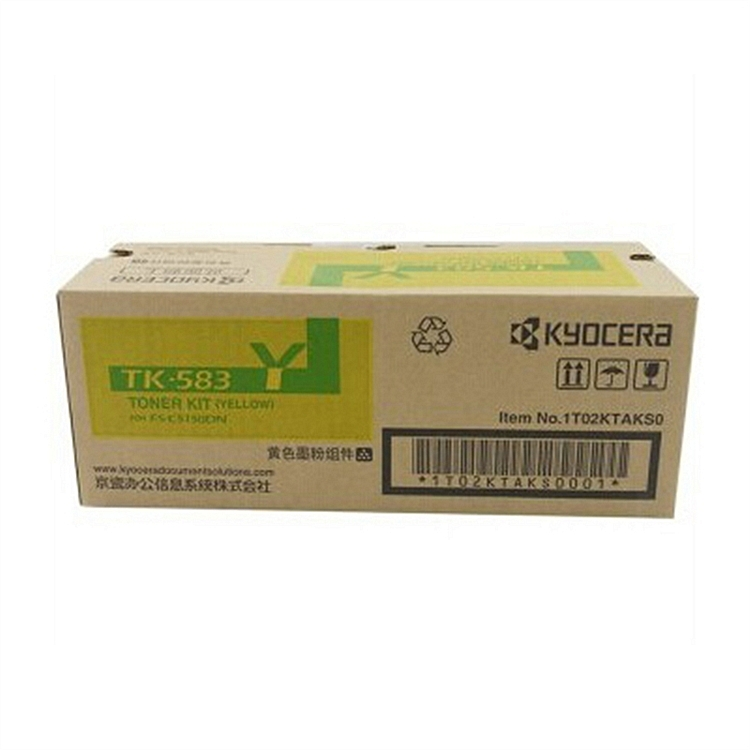 KYOCERA
TK-583 Y
TONER KIT (YELLOW)
FS-C5150DN
KYOCERA
Item No.1T02KTAKS0
黄色墨粉组件
*1T02KTAKS0001*
www.kyoceradocumentsolutions.com
京瓷办公信息系统株式会社